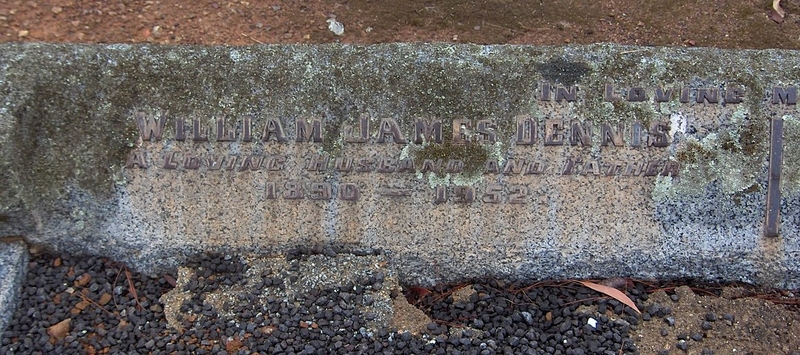 IN LOVING M
WILLIAM JAMES DENNIS
A LOVING HUSBAND AND FATHER
1890 — 1952